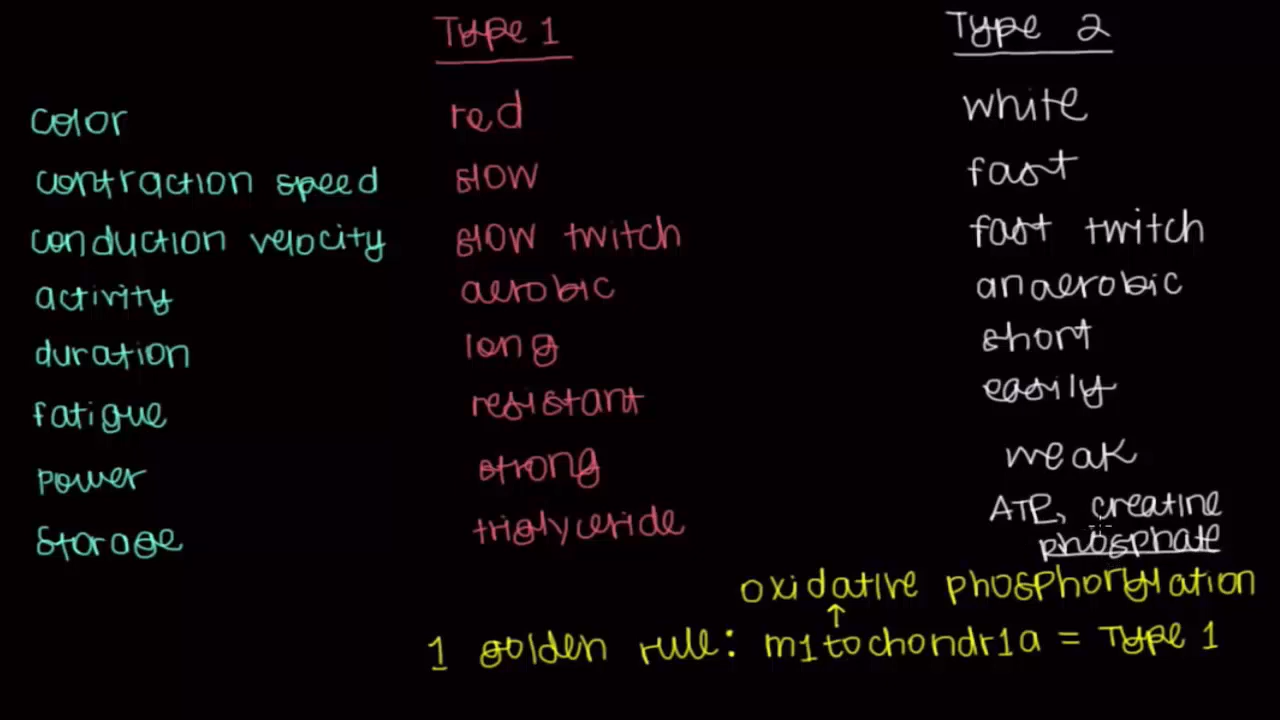 Type 1 Type 2
color red white
contraction speed slow fast
conduction velocity slow twitch fast twitch
activity aerobic anaerobic
duration long short
fatigue resistant easily
power strong weak
storage triglyceride ATP, creatine
phosphate
oxidative phosphorylation
↑
1 golden rule: m1tochondr1a = Type 1